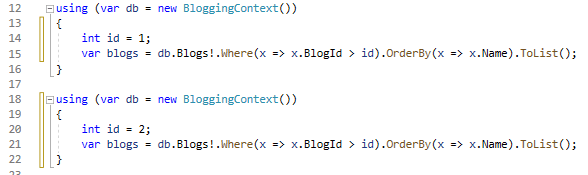 12 using (var db = new BloggingContext())
13 {
14 int id = 1;
15 var blogs = db.Blogs!.Where(x => x.BlogId > id).OrderBy(x => x.Name).ToList();
16 }
17
18 using (var db = new BloggingContext())
19 {
20 int id = 2;
21 var blogs = db.Blogs!.Where(x => x.BlogId > id).OrderBy(x => x.Name).ToList();
22 }